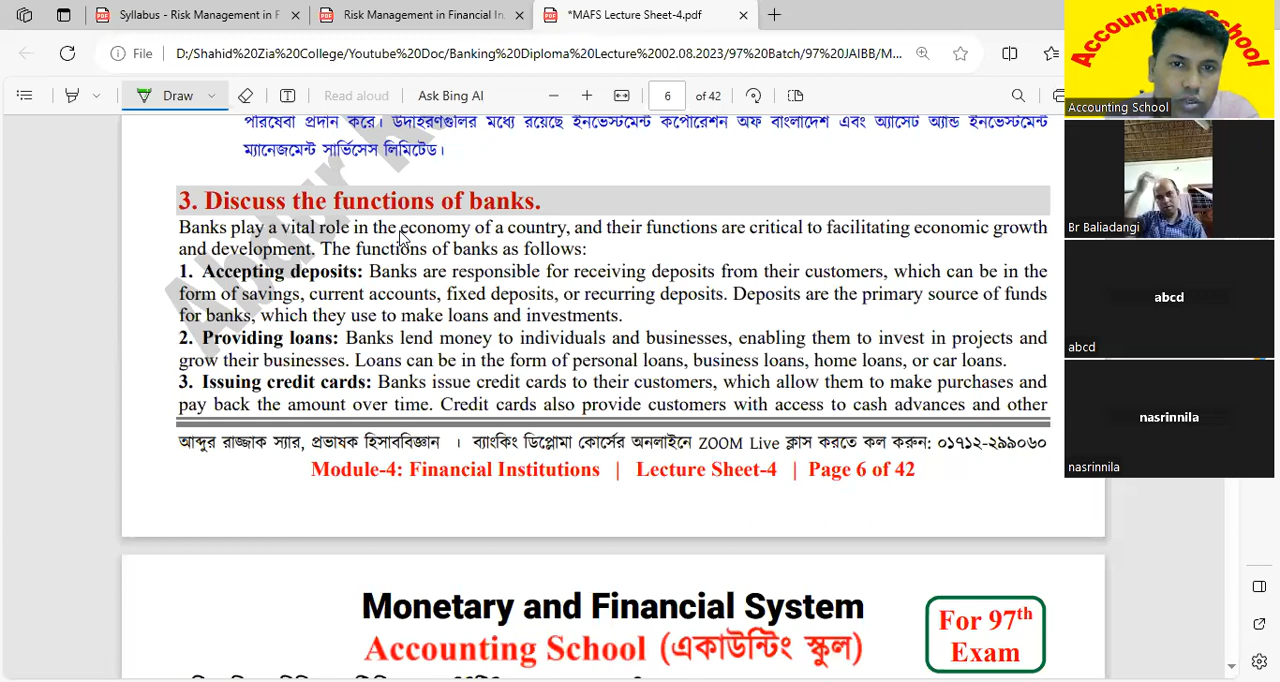 Syllabus - Risk Management in F
Risk Management in Financial In
*MAFS Lecture Sheet-4.pdf
File
D:/Shahid%20Zia%20College/Youtube%20Doc/Banking%20Diploma%20Lecture%2002.08.2023/97%20Batch/97%20JAIBB/M...
Draw
Read aloud
Ask Bing AI
6 of 42
পরিষেবা প্রদান করে। উদাহরণগুলির মধ্যে রয়েছে ইনভেস্টমেন্ট কর্পোরেশন অফ বাংলাদেশ এবং অ্যাসেট অ্যান্ড ইনভেস্টমেন্ট
ম্যানেজমেন্ট সার্ভিসেস লিমিটেড।
3. Discuss the functions of banks.
Banks play a vital role in the economy of a country, and their functions are critical to facilitating economic growth
and development. The functions of banks as follows:
1. Accepting deposits: Banks are responsible for receiving deposits from their customers, which can be in the
form of savings, current accounts, fixed deposits, or recurring deposits. Deposits are the primary source of funds
for banks, which they use to make loans and investments.
2. Providing loans: Banks lend money to individuals and businesses, enabling them to invest in projects and
grow their businesses. Loans can be in the form of personal loans, business loans, home loans, or car loans.
3. Issuing credit cards: Banks issue credit cards to their customers, which allow them to make purchases and
pay back the amount over time. Credit cards also provide customers with access to cash advances and other
আব্দুর রাজ্জাক স্যার, প্রভাষক হিসাববিজ্ঞান । ব্যাংকিং ডিপ্লোমা কোর্সের অনলাইনে ZOOM Live ক্লাস করতে কল করুন: ০১৭১২-২৯৯০৬০
Module-4: Financial Institutions | Lecture Sheet-4 | Page 6 of 42
Monetary and Financial System
Accounting School (একাউন্টিং স্কুল)
For 97th
Exam
Accounting School
Accounting School
Br Baliadangi
abcd
abcd
nasrinnila
nasrinnila